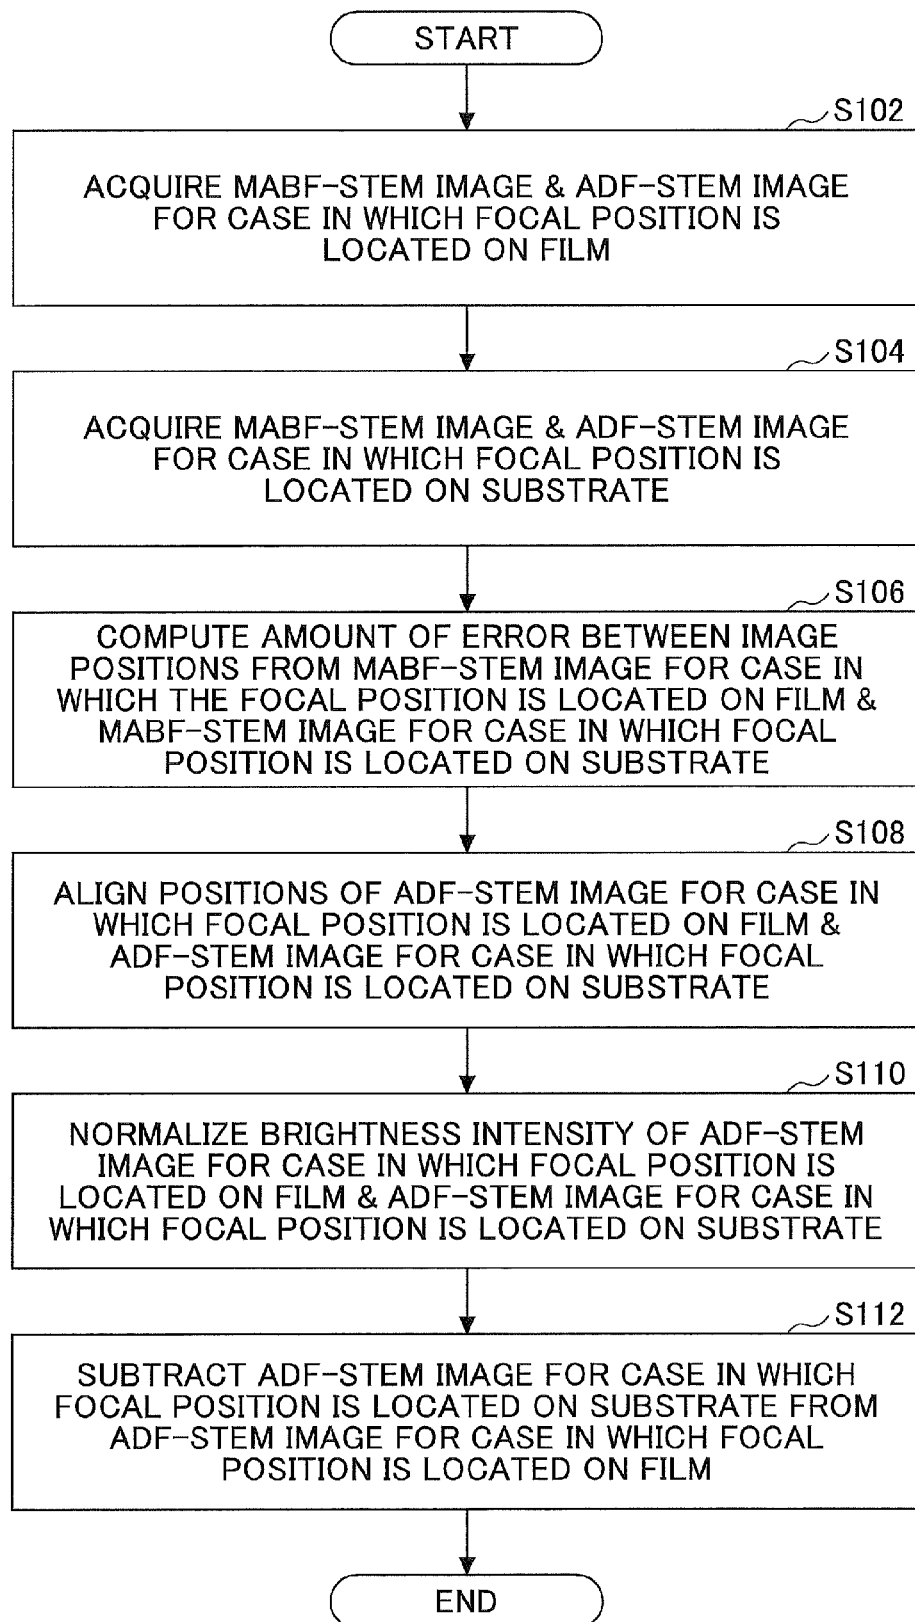 START
S102
ACQUIRE MABF-STEM IMAGE & ADF-STEM IMAGE
FOR CASE IN WHICH FOCAL POSITION IS
LOCATED ON FILM
S104
ACQUIRE MABF-STEM IMAGE & ADF-STEM IMAGE
FOR CASE IN WHICH FOCAL POSITION IS
LOCATED ON SUBSTRATE
S106
COMPUTE AMOUNT OF ERROR BETWEEN IMAGE
POSITIONS FROM MABF-STEM IMAGE FOR CASE IN
WHICH THE FOCAL POSITION IS LOCATED ON FILM &
MABF-STEM IMAGE FOR CASE IN WHICH FOCAL
POSITION IS LOCATED ON SUBSTRATE
S108
ALIGN POSITIONS OF ADF-STEM IMAGE FOR CASE IN
WHICH FOCAL POSITION IS LOCATED ON FILM &
ADF-STEM IMAGE FOR CASE IN WHICH FOCAL
POSITION IS LOCATED ON SUBSTRATE
S110
NORMALIZE BRIGHTNESS INTENSITY OF ADF-STEM
IMAGE FOR CASE IN WHICH FOCAL POSITION IS
LOCATED ON FILM & ADF-STEM IMAGE FOR CASE IN
WHICH FOCAL POSITION IS LOCATED ON SUBSTRATE
S112
SUBTRACT ADF-STEM IMAGE FOR CASE IN WHICH
FOCAL POSITION IS LOCATED ON SUBSTRATE FROM
ADF-STEM IMAGE FOR CASE IN WHICH FOCAL
POSITION IS LOCATED ON FILM
END